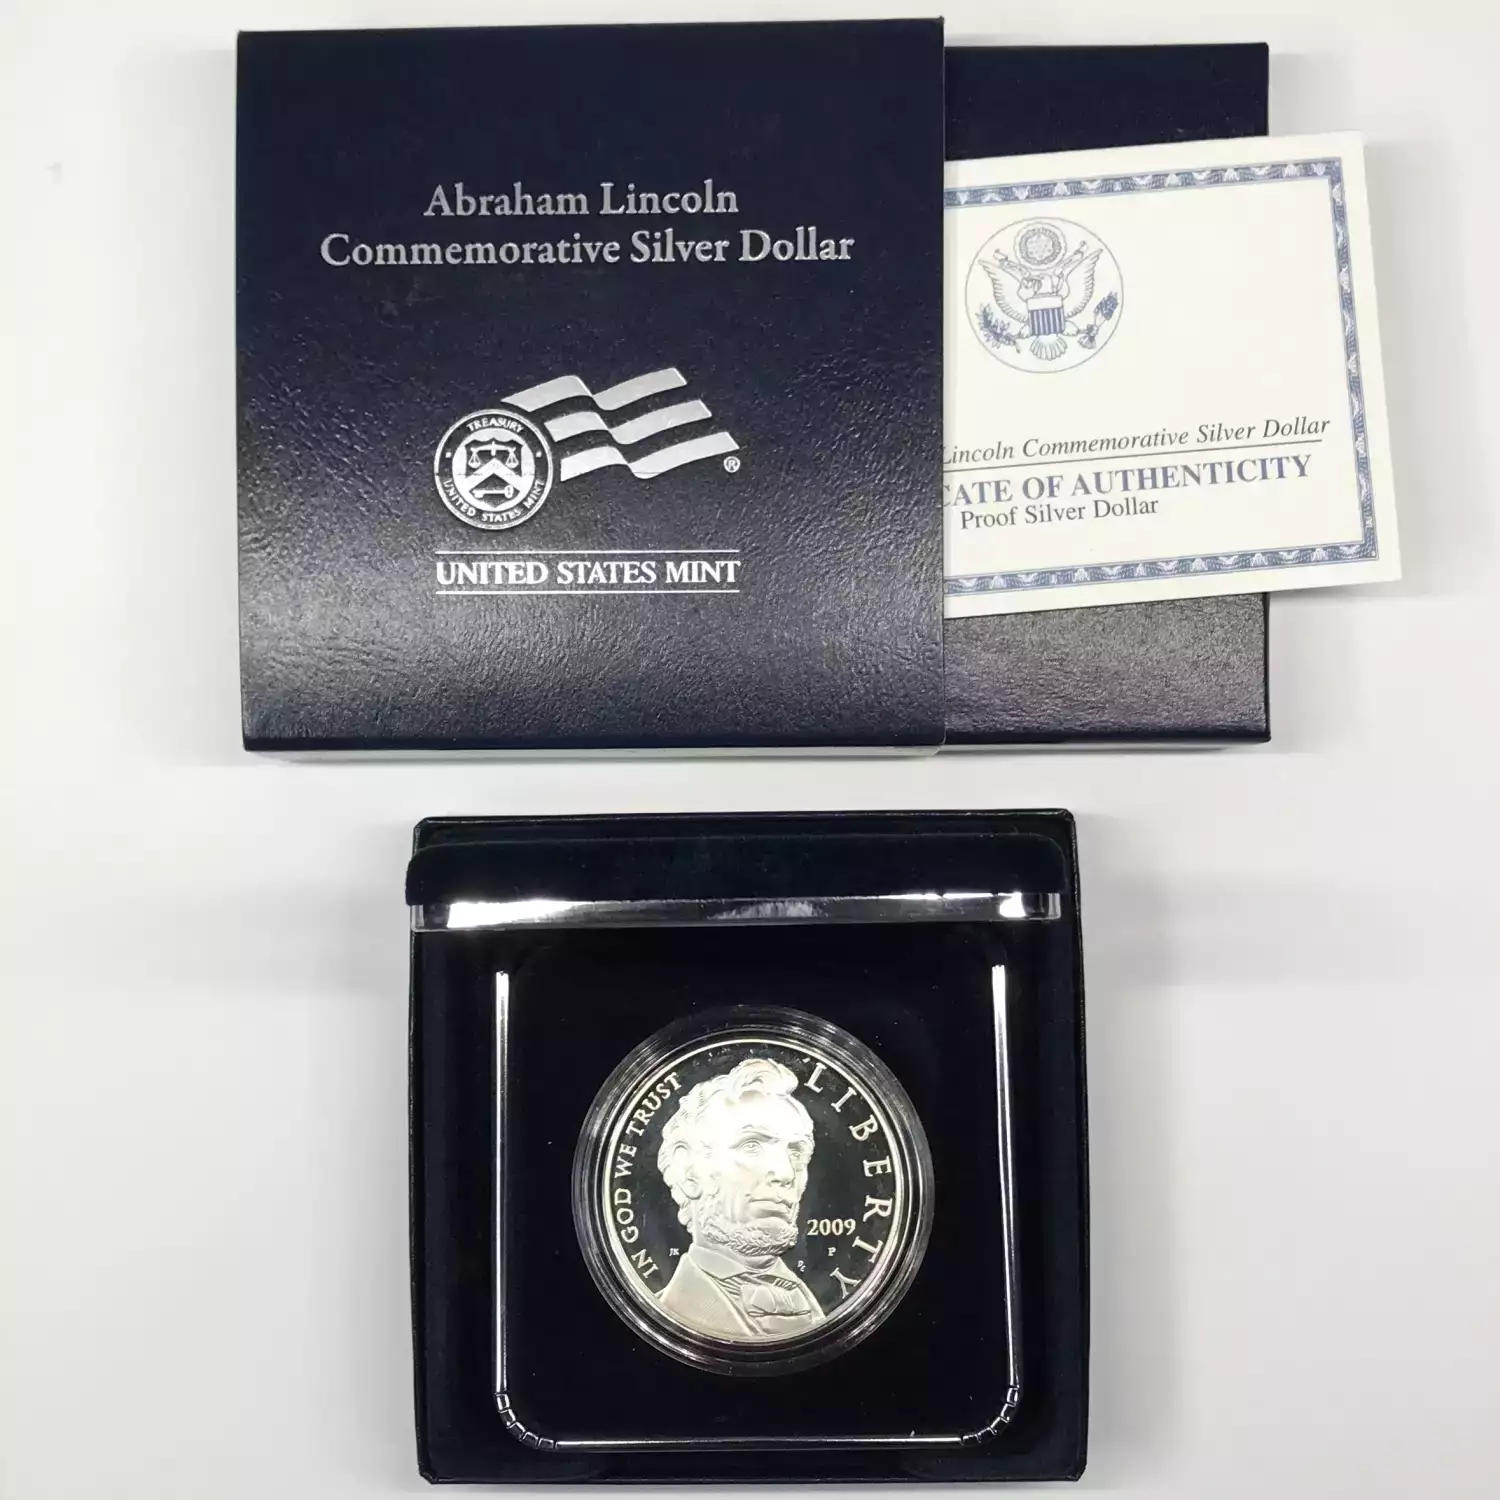 Abraham Lincoln
Commemorative Silver Dollar
TREASURY
UNITED STATES MINT
®
UNITED STATES MINT
Lincoln Commemorative Silver Dollar
CATE OF AUTHENTICITY
Proof Silver Dollar
IN GOD WE TRUST
LIBERTY
2009
P
JK